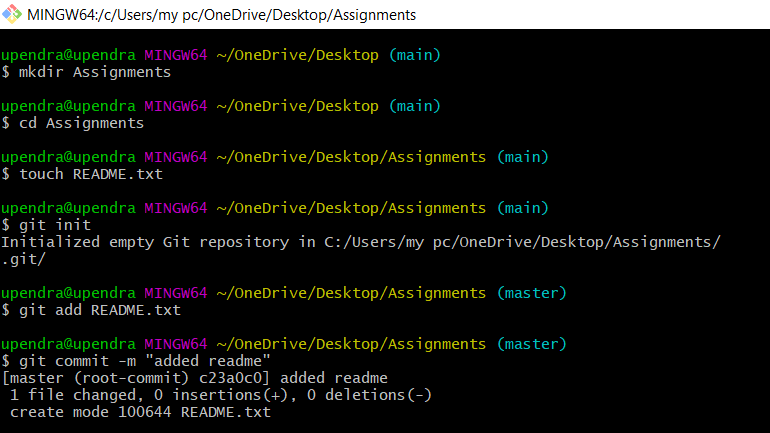 MINGW64:/c/Users/my pc/OneDrive/Desktop/Assignments
upendra@upendra MINGW64 ~/OneDrive/Desktop (main)
$ mkdir Assignments
upendra@upendra MINGW64 ~/OneDrive/Desktop (main)
$ cd Assignments
upendra@upendra MINGW64 ~/OneDrive/Desktop/Assignments (main)
$ touch README.txt
upendra@upendra MINGW64 ~/OneDrive/Desktop/Assignments (main)
$ git init
Initialized empty Git repository in C:/Users/my pc/OneDrive/Desktop/Assignments/
.git/
upendra@upendra MINGW64 ~/OneDrive/Desktop/Assignments (master)
$ git add README.txt
upendra@upendra MINGW64 ~/OneDrive/Desktop/Assignments (master)
$ git commit -m "added readme"
[master (root-commit) c23a0c0] added readme
 1 file changed, 0 insertions(+), 0 deletions(-)
 create mode 100644 README.txt